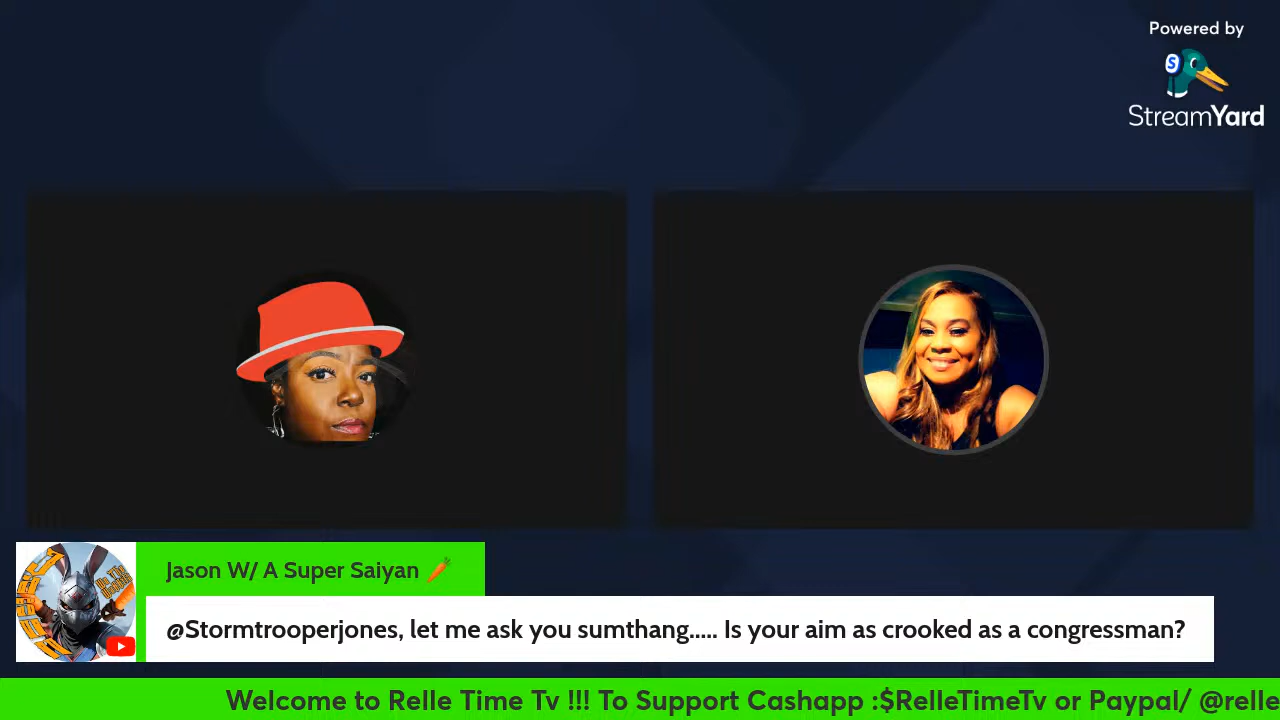 Powered by
StreamYard
Jason W/ A Super Saiyan 🥕
@Stormtrooperjones, let me ask you sumthang..... Is your aim as crooked as a congressman?
Welcome to Relle Time Tv !!! To Support Cashapp :$RelleTimeTv or Paypal/ @relle